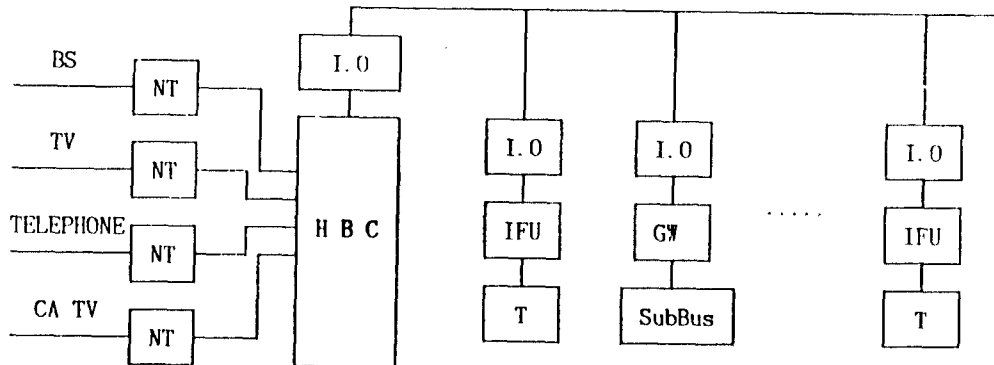 BS
NT
TV
NT
TELEPHONE
NT
CA TV
NT
I.O
H B C
I.O
IFU
T
I.O
GW
SubBus
.....
I.O
IFU
T